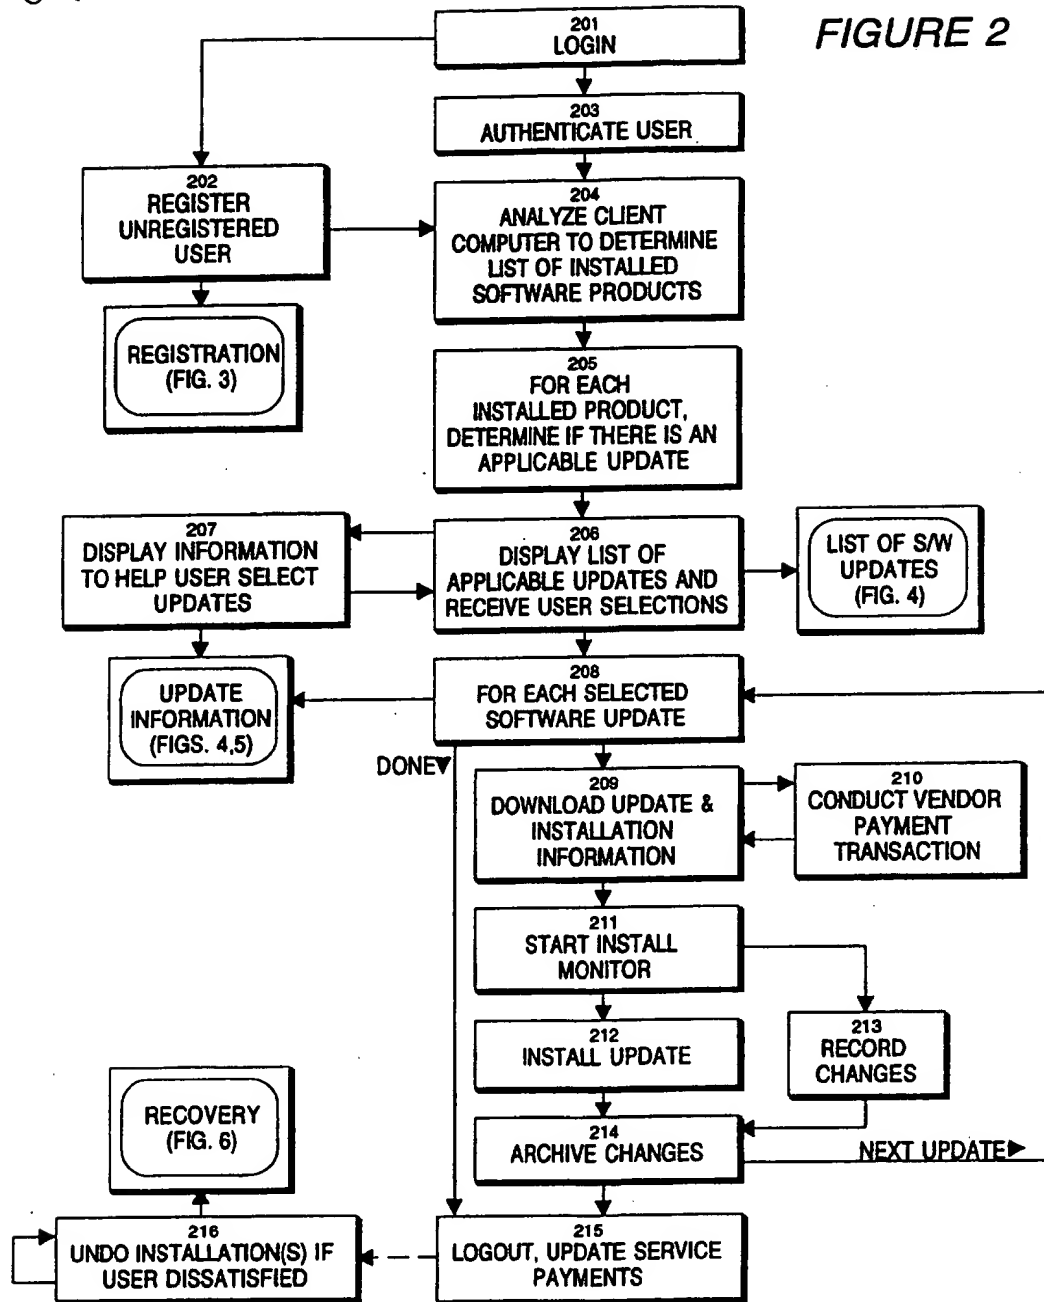 FIGURE 2
201
LOGIN
203
AUTHENTICATE USER
202
REGISTER
UNREGISTERED
USER
204
ANALYZE CLIENT
COMPUTER TO DETERMINE
LIST OF INSTALLED
SOFTWARE PRODUCTS
REGISTRATION
(FIG. 3)
205
FOR EACH
INSTALLED PRODUCT,
DETERMINE IF THERE IS AN
APPLICABLE UPDATE
207
DISPLAY INFORMATION
TO HELP USER SELECT
UPDATES
206
DISPLAY LIST OF
APPLICABLE UPDATES AND
RECEIVE USER SELECTIONS
LIST OF S/W
UPDATES
(FIG. 4)
UPDATE
INFORMATION
(FIGS. 4,5)
208
FOR EACH SELECTED
SOFTWARE UPDATE
DONE
209
DOWNLOAD UPDATE &
INSTALLATION
INFORMATION
210
CONDUCT VENDOR
PAYMENT
TRANSACTION
211
START INSTALL
MONITOR
212
INSTALL UPDATE
213
RECORD
CHANGES
RECOVERY
(FIG. 6)
214
ARCHIVE CHANGES
NEXT UPDATE
216
UNDO INSTALLATION(S) IF
USER DISSATISFIED
215
LOGOUT, UPDATE SERVICE
PAYMENTS